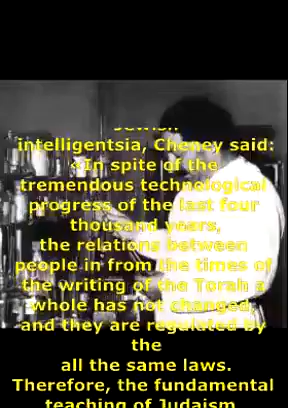 Jewish
intelligentsia, Cheney said:
«In spite of the
tremendous technological
progress of the last four
thousand years,
the relations between
people in from the times of
the writing of the Torah a
whole has not changed,
and they are regulated by
the
all the same laws.
Therefore, the fundamental
teaching of Judaism